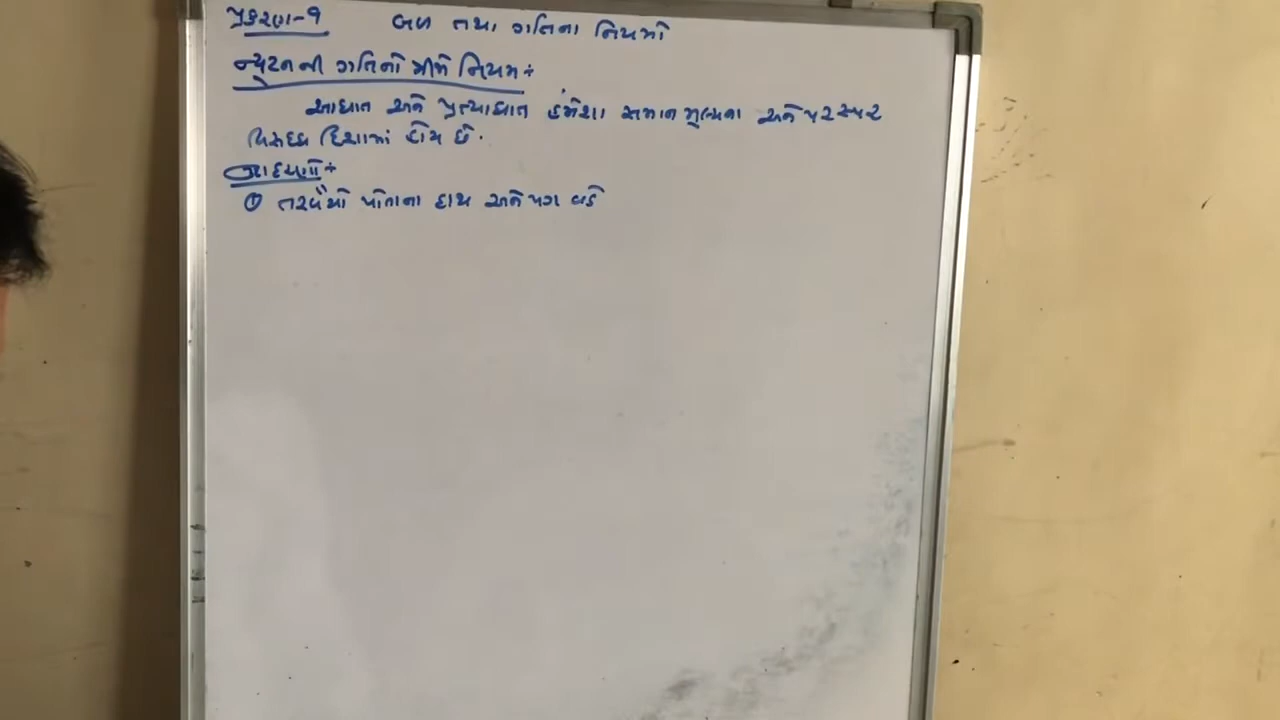 પ્રકરણ-૧ બળ તથા ગતિના નિયમો
ન્યુટનની ગતિનો ત્રીજો નિયમ ÷
આઘાત અને પ્રત્યાઘાત હંમેશા સમાન મુલ્યના અને પરસ્પર
વિરુધ્ધ દિશામાં હોય છે.
ઉદાહરણો ÷
① તરવૈયો પોતાના હાથ અને પગ વડે